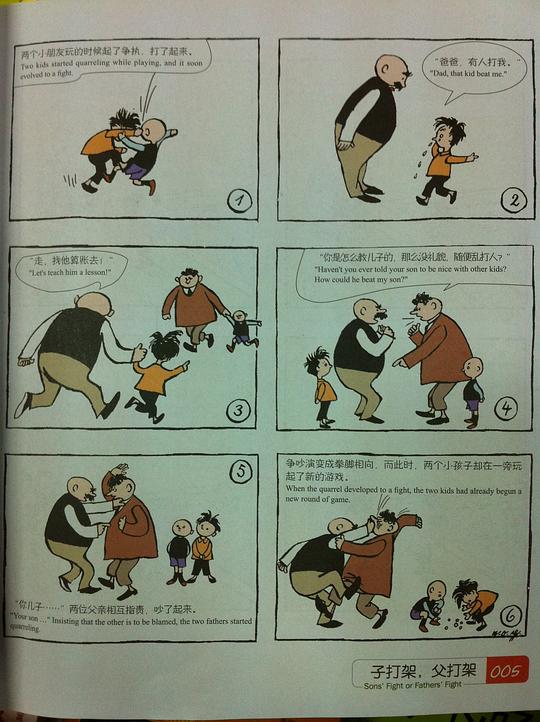 两个小朋友玩的时候起了争执，打了起来。
Two kids started quarreling while playing, and it soon
evolved to a fight.
1
“爸爸，有人打我。”
"Dad, that kid beat me."
2
“走，找他算账去！”
"Let's teach him a lesson!"
3
“你是怎么教儿子的，那么没礼貌，随便乱打人？”
"Haven't you ever told your son to be nice with other kids?
How could he beat my son?"
4
5
“你儿子……”两位父亲相互指责，吵了起来。
"Your son ..." Insisting that the other is to be blamed, the two fathers started
quarreling.
争吵演变成拳脚相向，而此时，两个小孩子却在一旁玩
起了新的游戏。
When the quarrel developed to a fight, the two kids had already begun a
new round of game.
6
子打架，父打架
005
Sons' Fight or Fathers' Fight